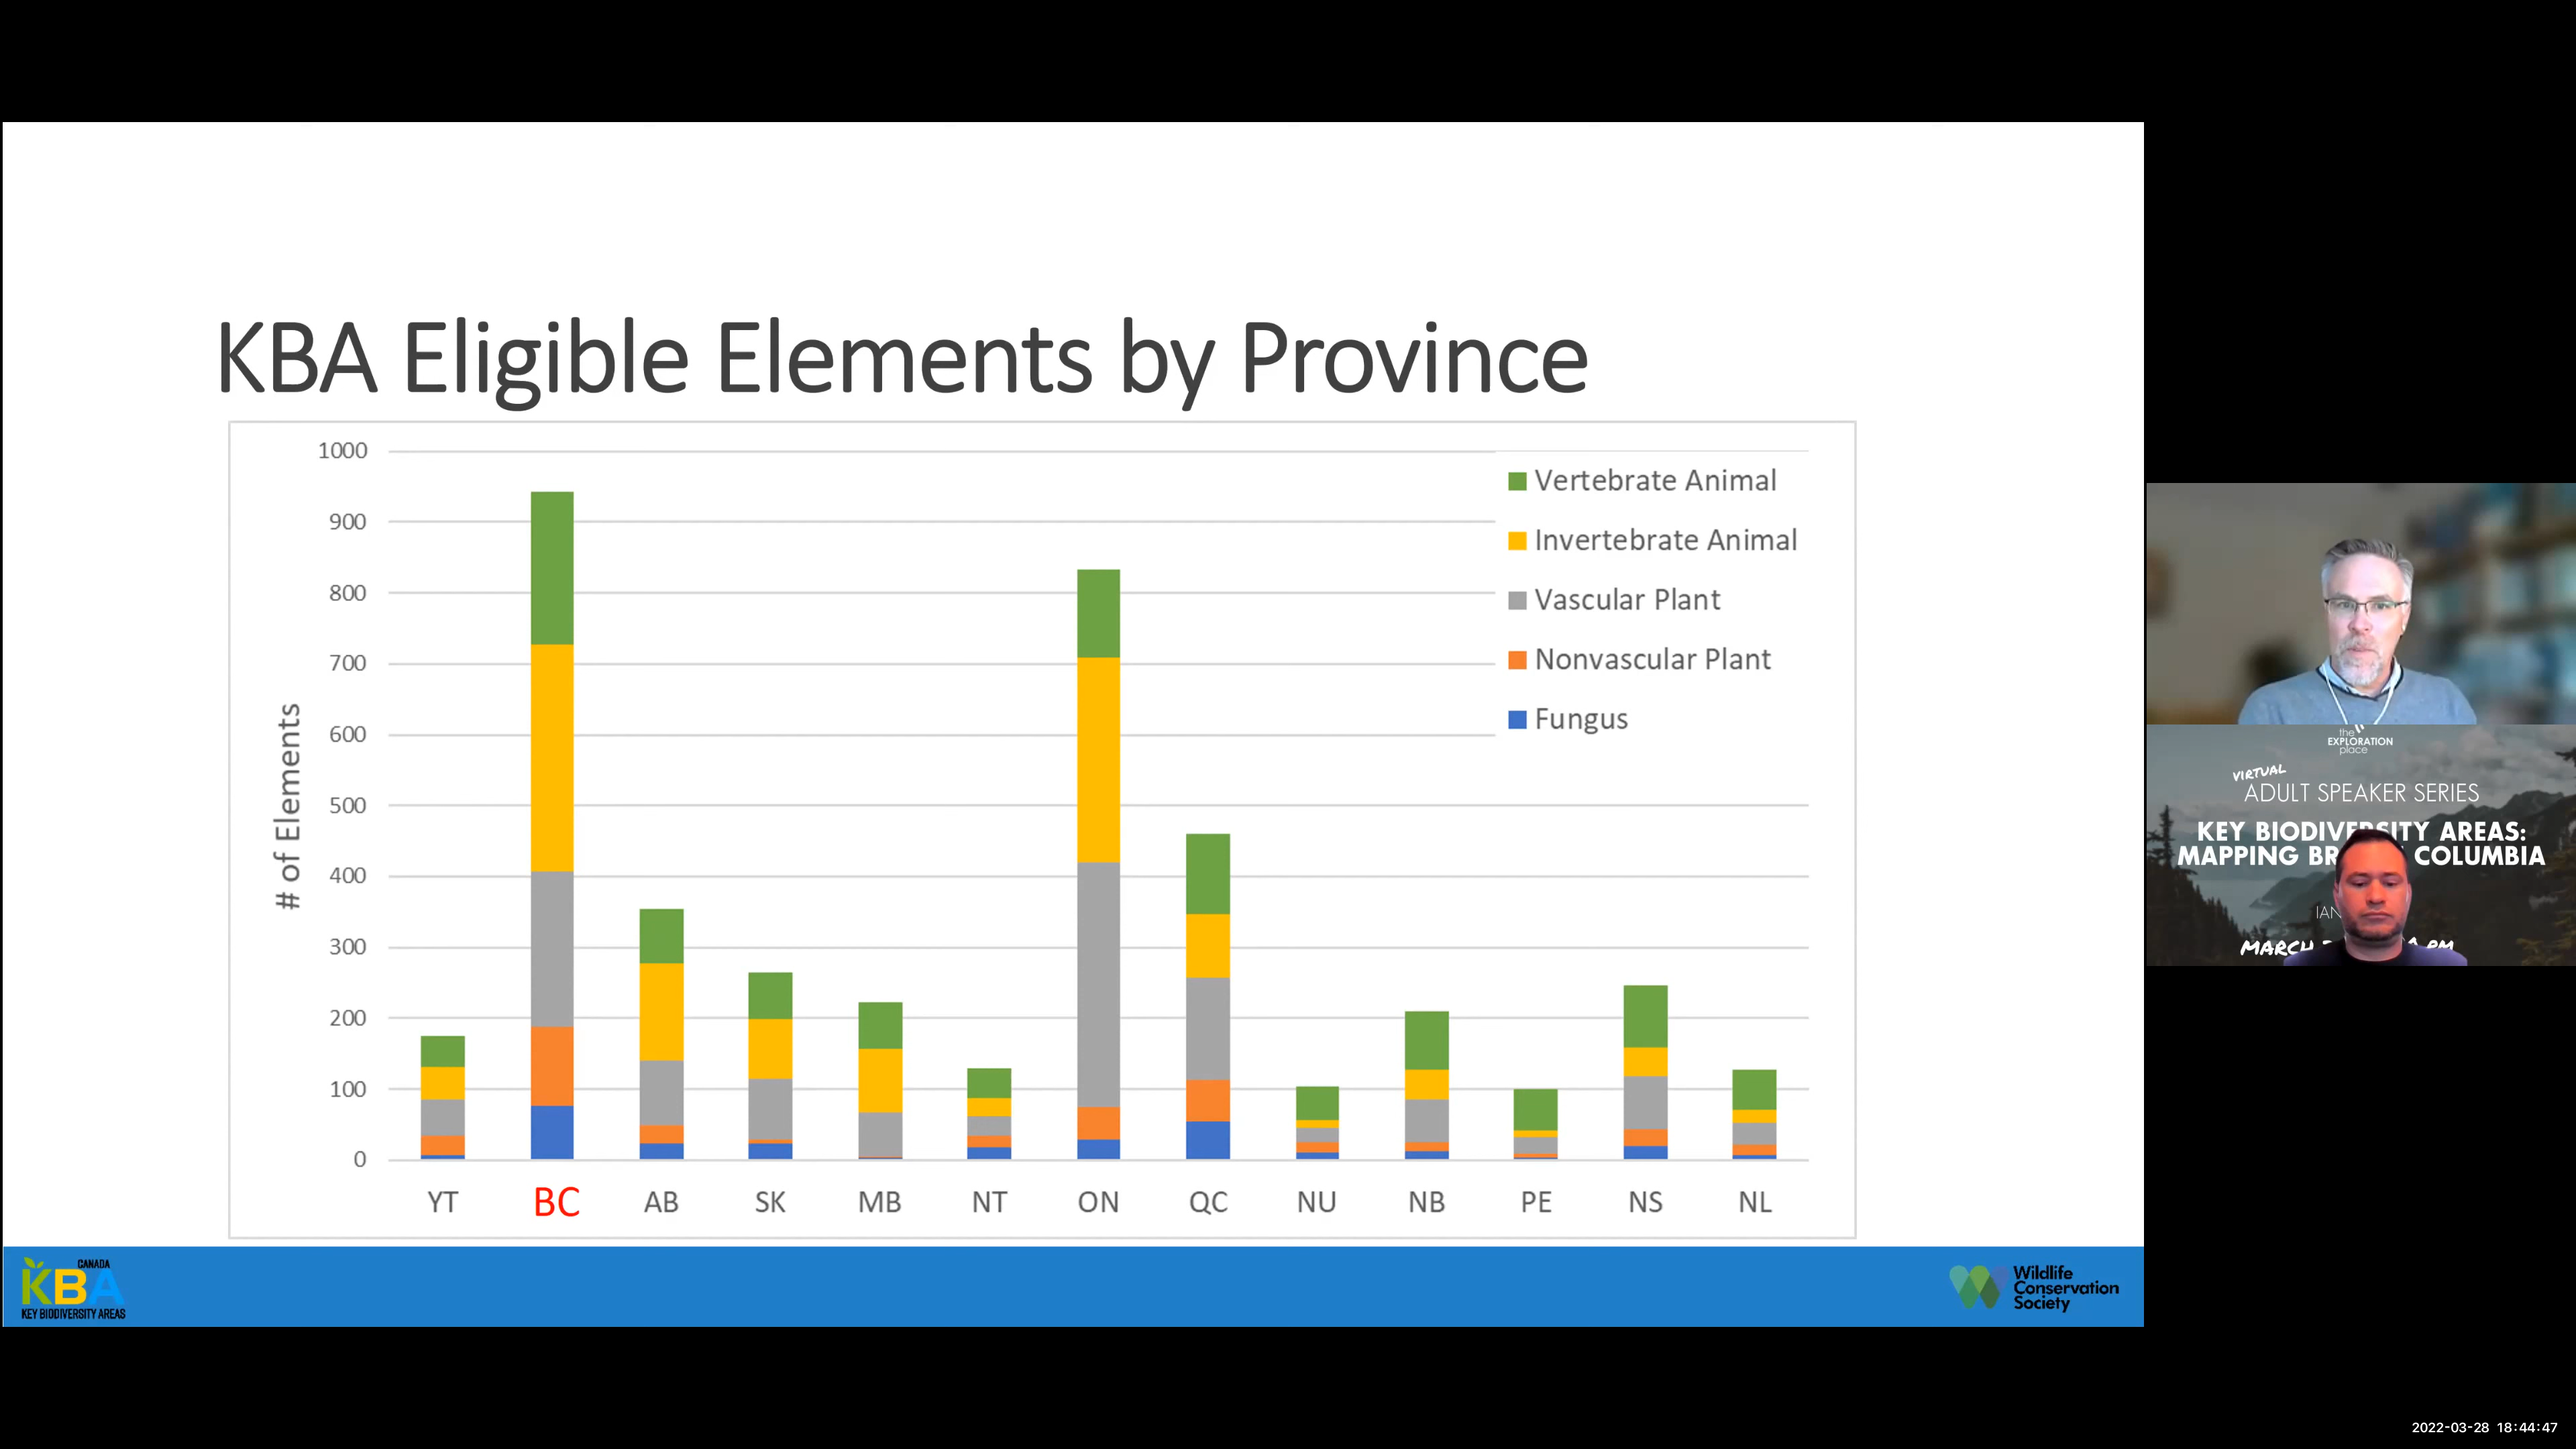 KBA Eligible Elements by Province
1000
900
800
700
600
500
400
300
200
100
0
# of Elements
Vertebrate Animal
Invertebrate Animal
Vascular Plant
Nonvascular Plant
Fungus
YT BC AB SK MB NT ON QC NU NB PE NS NL
CANADA
KBA
KEY BIODIVERSITY AREAS
Wildlife
Conservation
Society
the
EXPLORATION
place
VIRTUAL
ADULT SPEAKER SERIES
KEY BIODIVERSITY AREAS:
MAPPING BR COLUMBIA
IAN
MARCH PM
2022-03-28 18:44:47